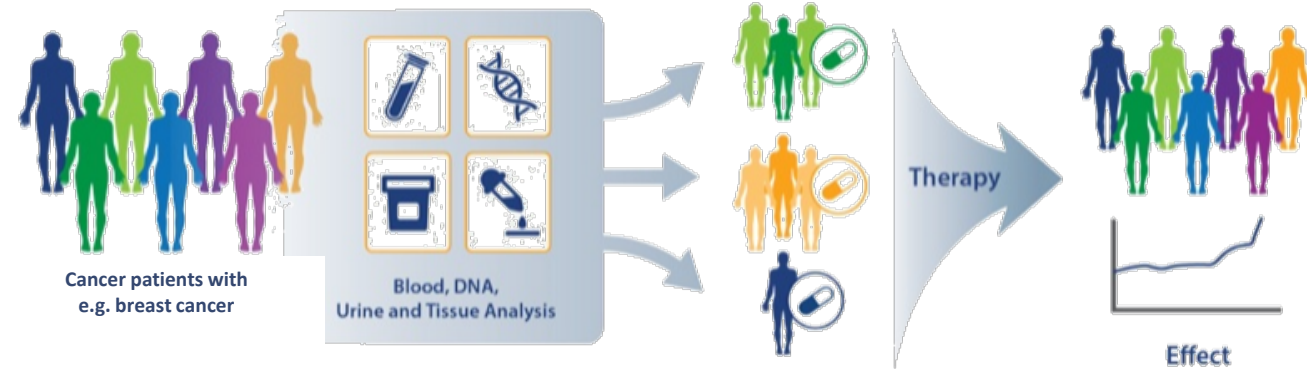 Cancer patients with
e.g. breast cancer
Blood, DNA,
Urine and Tissue Analysis
Therapy
Effect